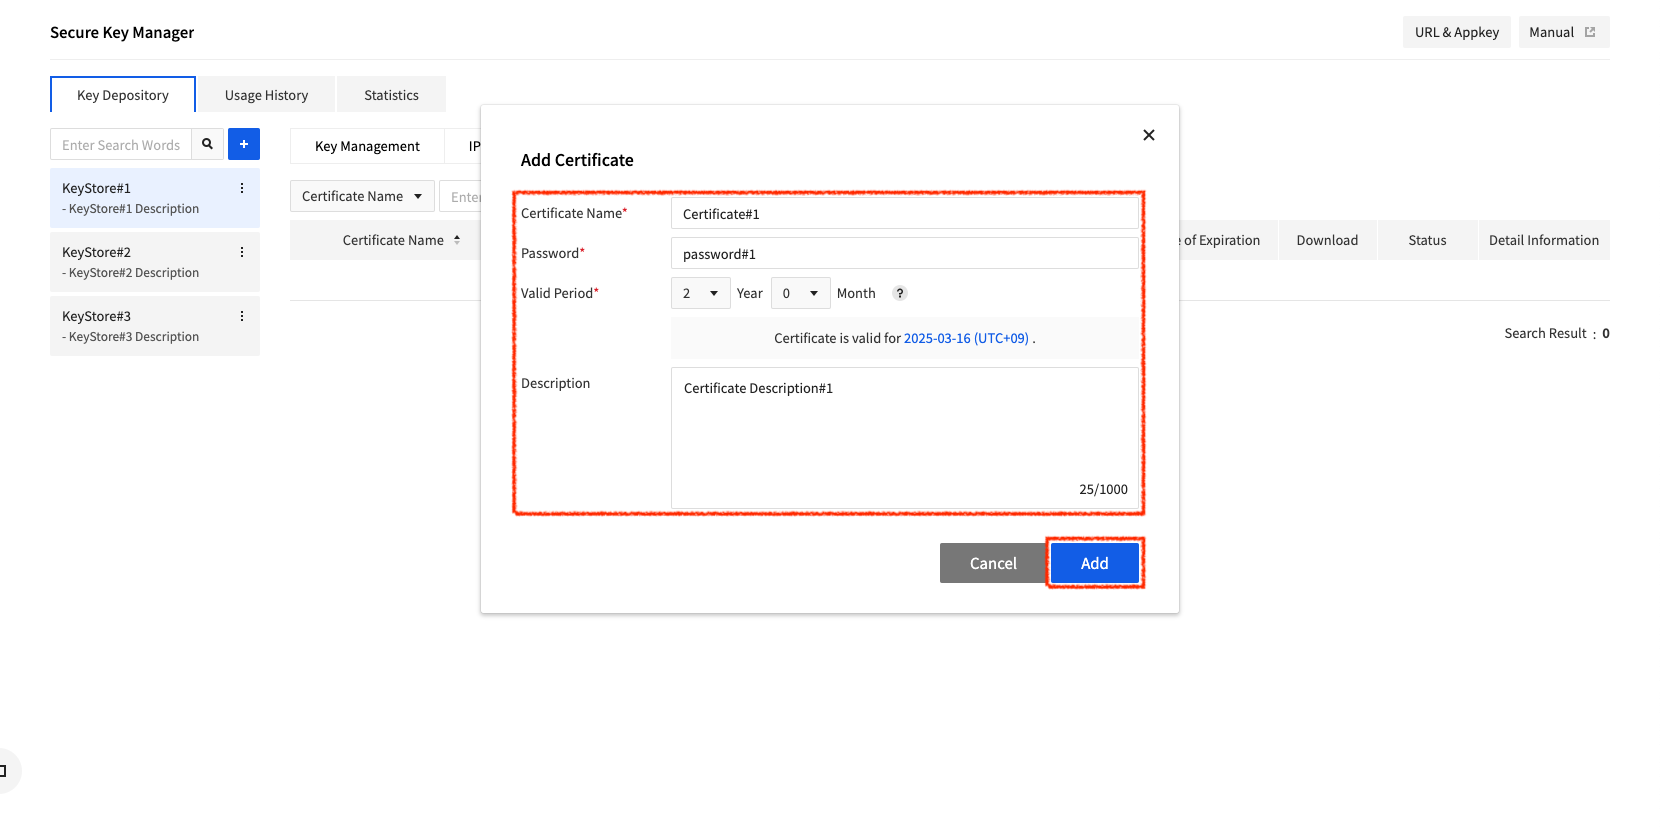 Secure Key Manager
URL & Appkey
Manual
Key Depository
Usage History
Statistics
Enter Search Words
+
KeyStore#1
- KeyStore#1 Description
KeyStore#2
- KeyStore#2 Description
KeyStore#3
- KeyStore#3 Description
Key Management
IP
Certificate Name
Enter
Certificate Name
e of Expiration
Download
Status
Detail Information
Search Result : 0
Add Certificate
Certificate Name*
Certificate#1
Password*
password#1
Valid Period*
2
Year
0
Month
?
Certificate is valid for 2025-03-16 (UTC+09) .
Description
Certificate Description#1
25/1000
Cancel
Add